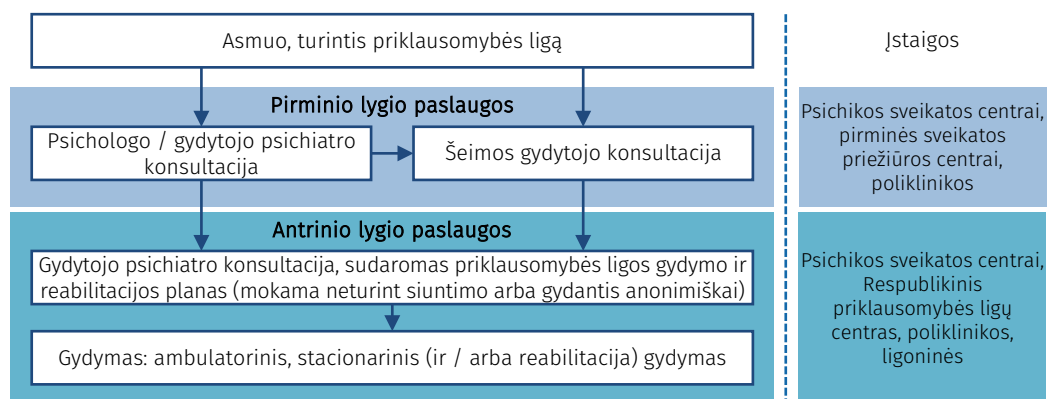 Asmuo, turintis priklausomybės ligą
Įstaigos
Pirminio lygio paslaugos
Psichologo / gydytojo psichiatro
konsultacija
Šeimos gydytojo konsultacija
Psichikos sveikatos centrai,
pirminės sveikatos
priežiūros centrai,
poliklinikos
Antrinio lygio paslaugos
Gydytojo psichiatro konsultacija, sudaromas priklausomybės ligos gydymo ir
reabilitacijos planas (mokama neturint siuntimo arba gydantis anonimiškai)
Gydymas: ambulatorinis, stacionarinis (ir / arba reabilitacija) gydymas
Psichikos sveikatos centrai,
Respublikinis
priklausomybės ligų
centras, poliklinikos,
ligoninės